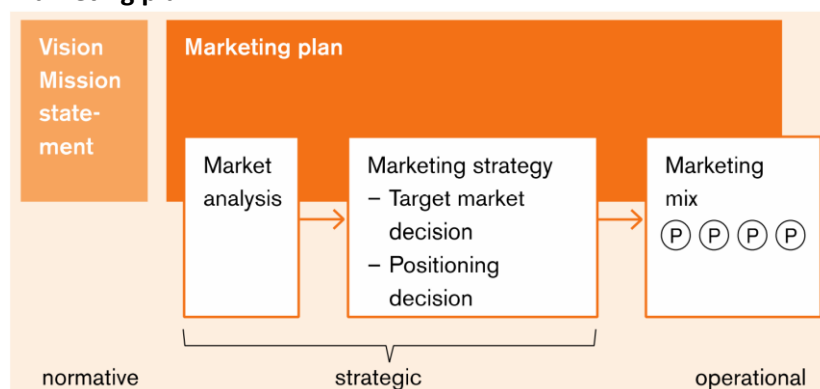 Vision
Mission
state-
ment
Marketing plan
Market
analysis
Marketing strategy
– Target market
decision
– Positioning
decision
Marketing
mix
P P P P
normative
strategic
operational